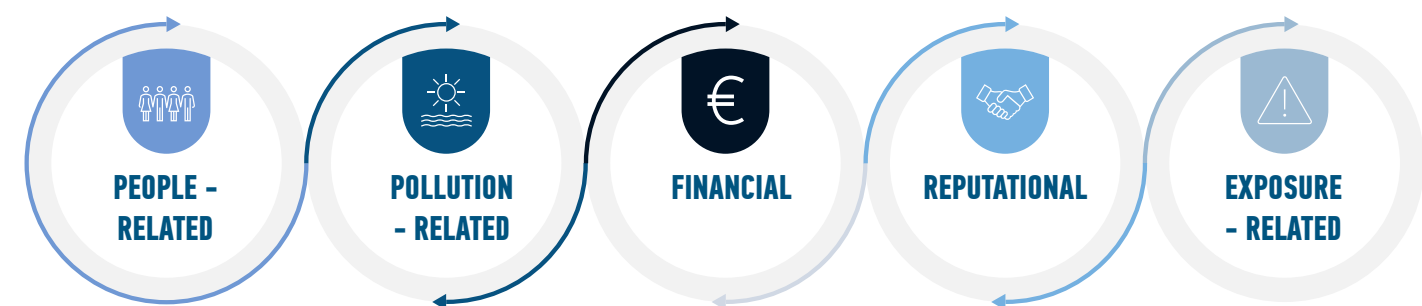 PEOPLE -
RELATED
POLLUTION
- RELATED
€
FINANCIAL
REPUTATIONAL
EXPOSURE
- RELATED